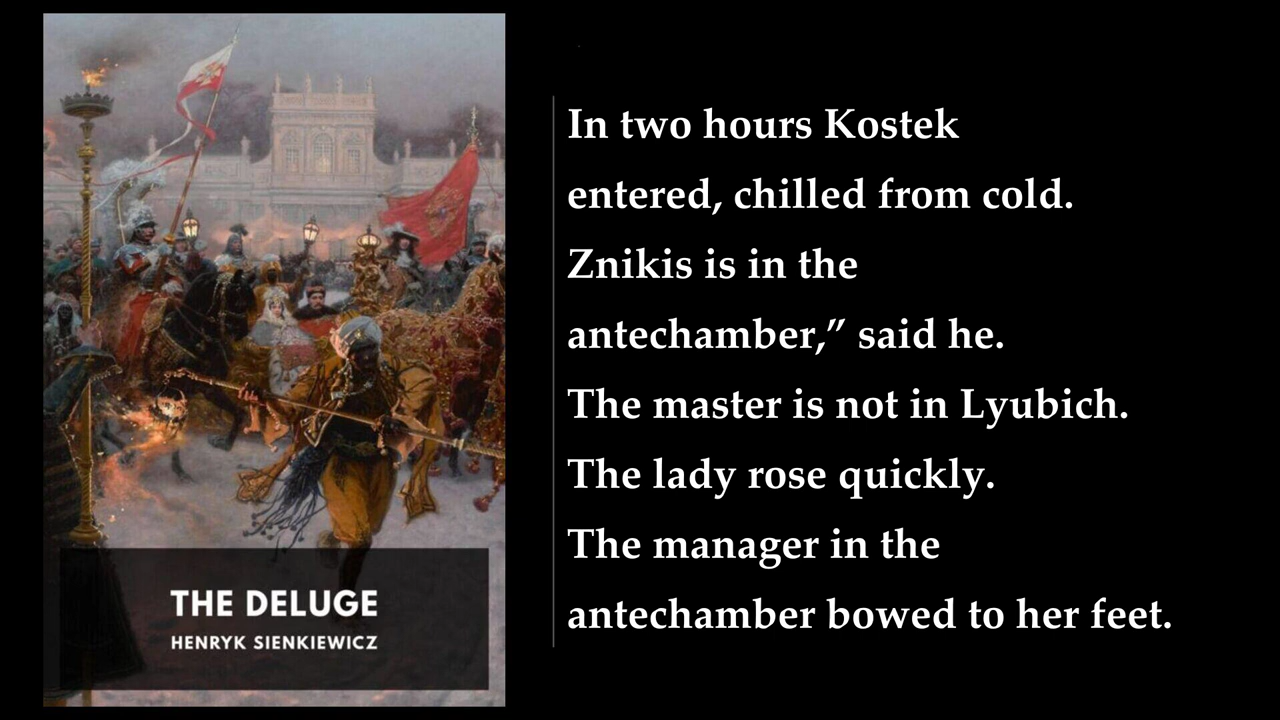 THE DELUGE
HENRYK SIENKIEWICZ
In two hours Kostek
entered, chilled from cold.
Znikis is in the
antechamber,” said he.
The master is not in Lyubich.
The lady rose quickly.
The manager in the
antechamber bowed to her feet.